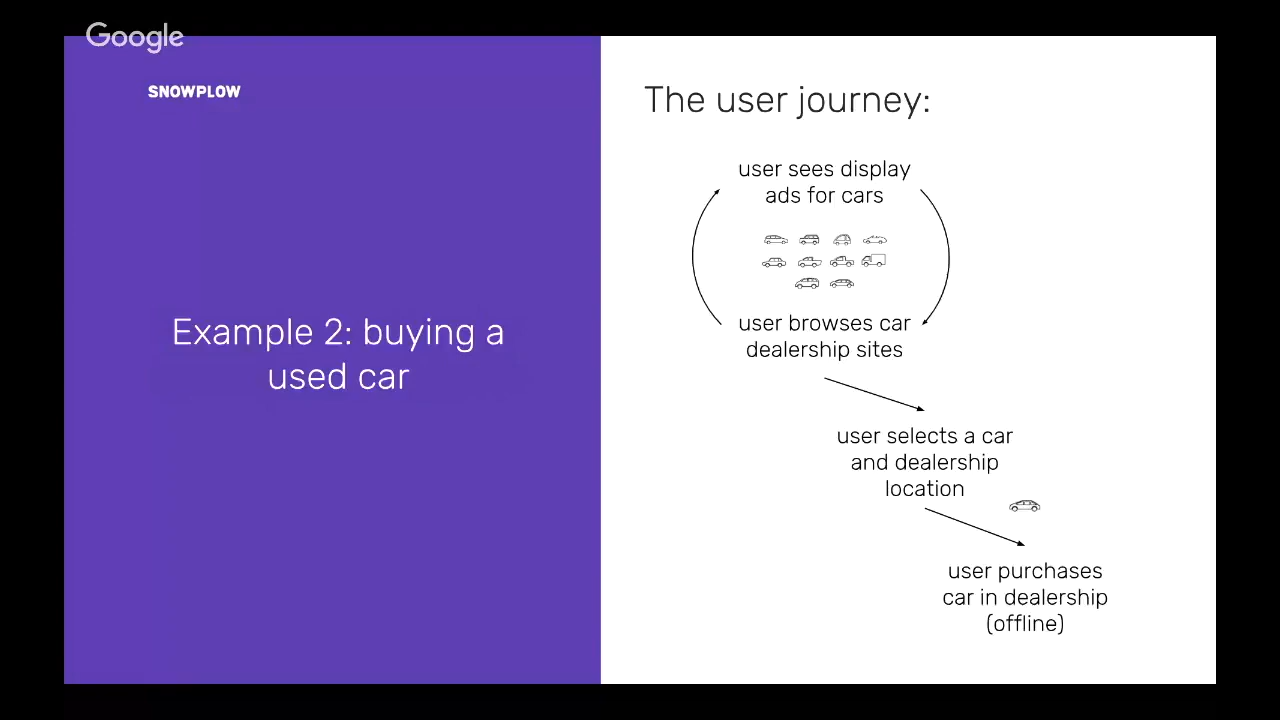 Google
SNOWPLOW
Example 2: buying a
used car
The user journey:
user sees display
ads for cars
user browses car
dealership sites
user selects a car
and dealership
location
user purchases
car in dealership
(offline)